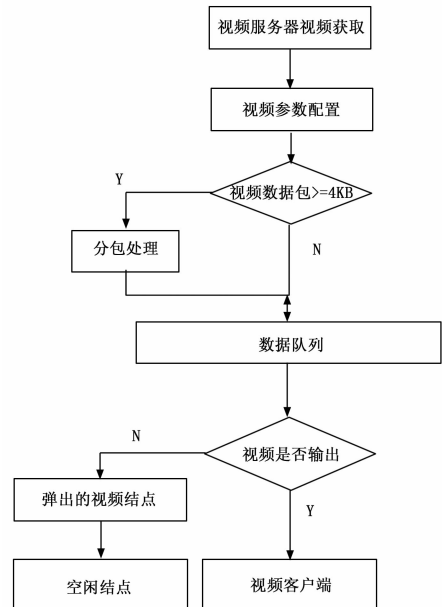 视频服务器视频获取
视频参数配置
视频数据包>=4KB
Y
分包处理
N
数据队列
视频是否输出
N
弹出的视频结点
Y
空闲结点
视频客户端